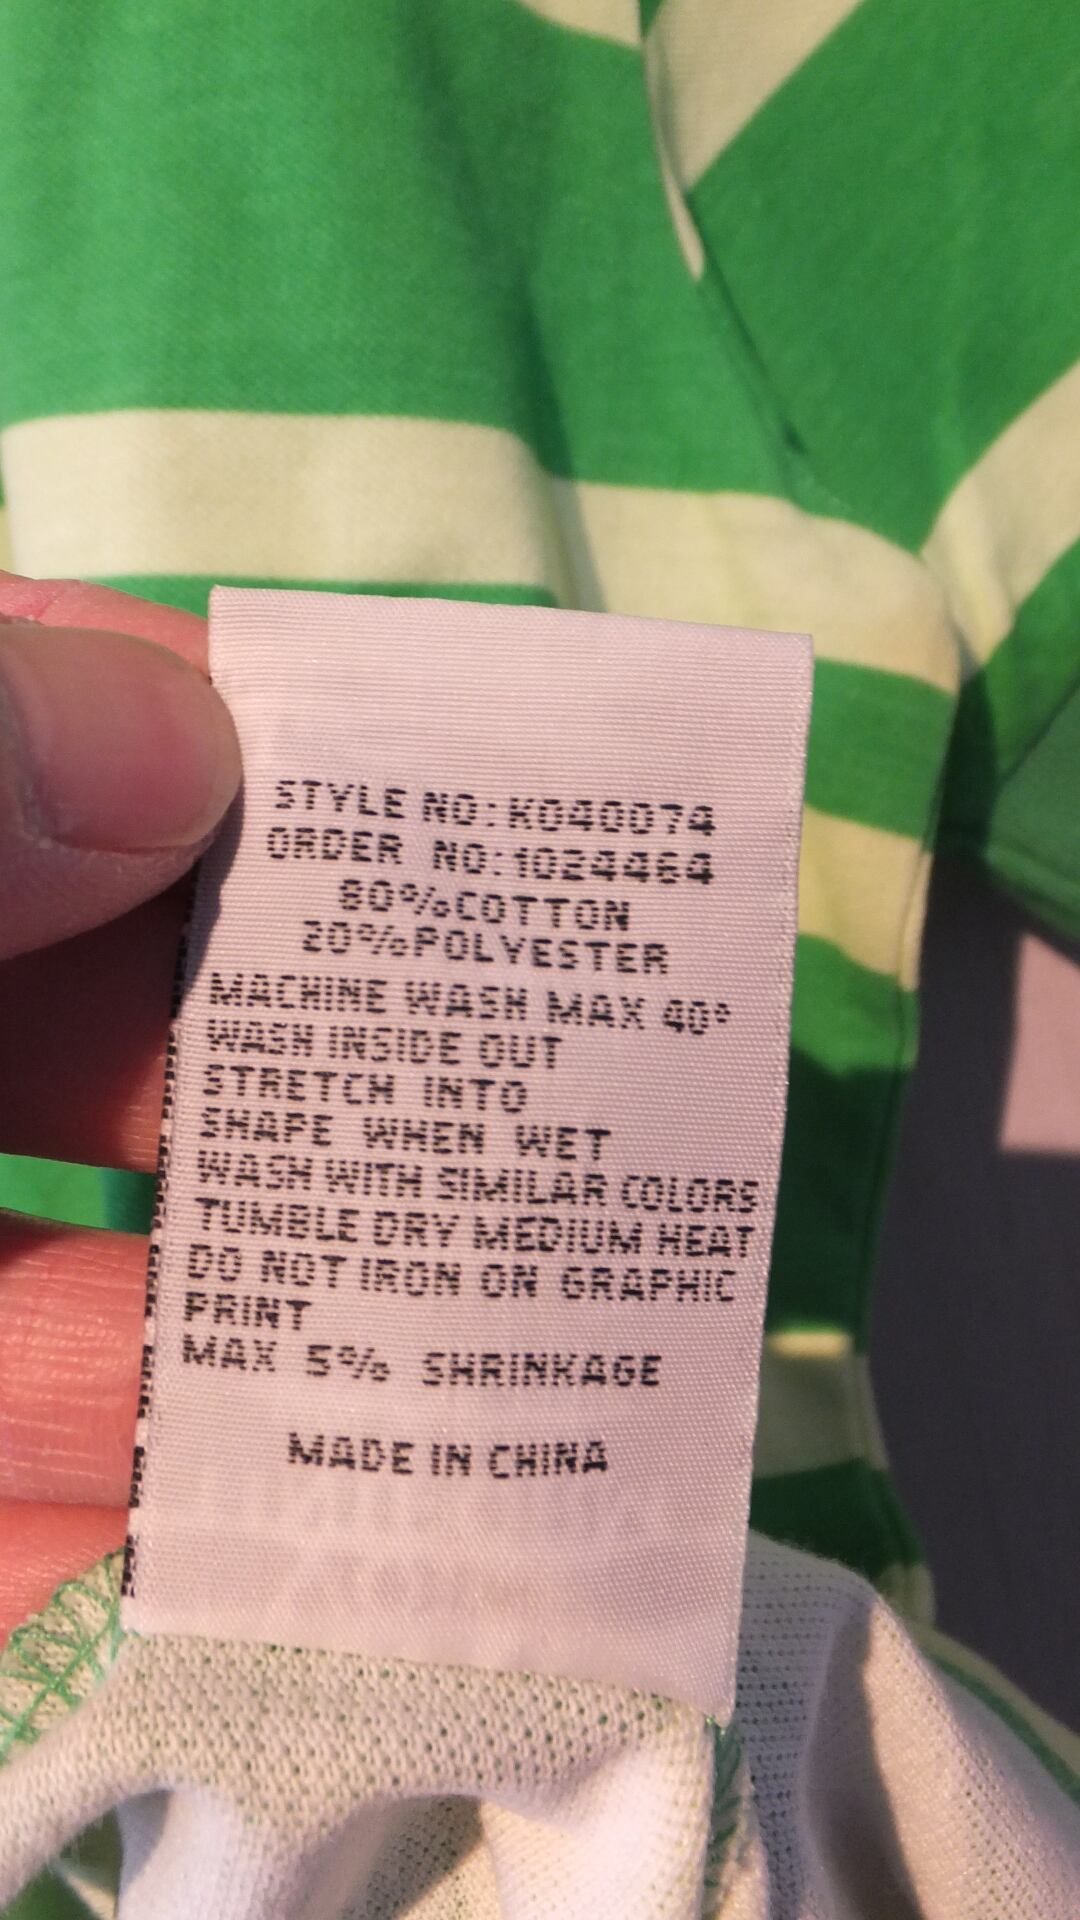 STYLE NO:K040074
ORDER NO:1024464
80%COTTON
20%POLYESTER
MACHINE WASH MAX 40°
WASH INSIDE OUT
STRETCH INTO
SHAPE WHEN WET
WASH WITH SIMILAR COLORS
TUMBLE DRY MEDIUM HEAT
DO NOT IRON ON GRAPHIC
PRINT
MAX 5% SHRINKAGE
MADE IN CHINA